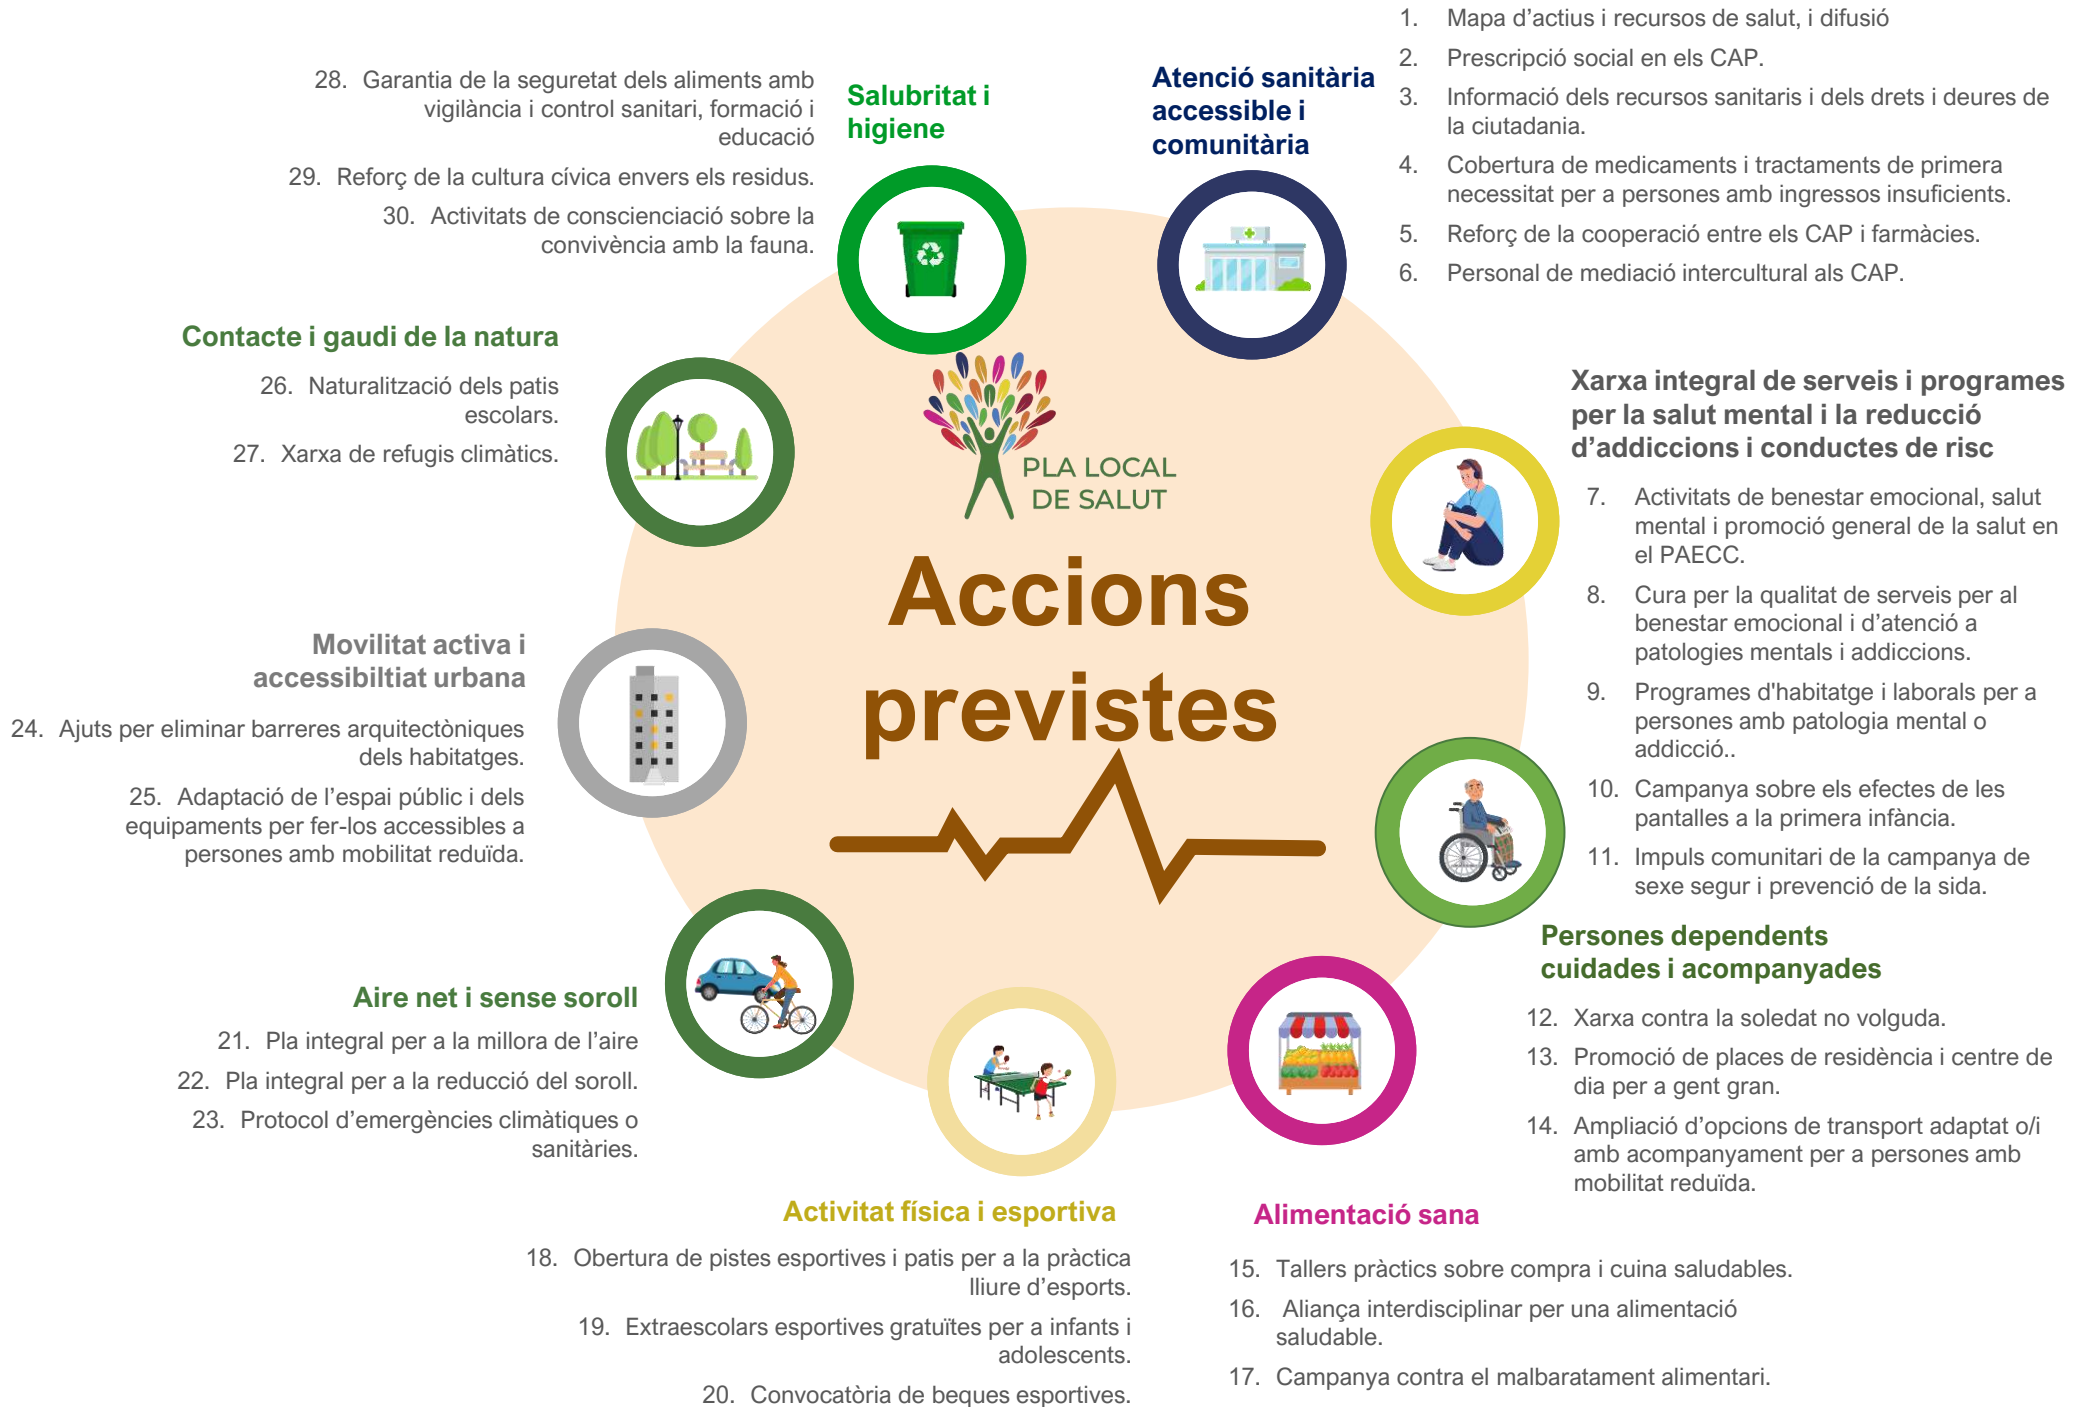 PLA LOCAL
DE SALUT
Accions
previstes
Atenció sanitària
accessible i
comunitària
1. Mapa d’actius i recursos de salut, i difusió
2. Prescripció social en els CAP.
3. Informació dels recursos sanitaris i dels drets i deures de
la ciutadania.
4. Cobertura de medicaments i tractaments de primera
necessitat per a persones amb ingressos insuficients.
5. Reforç de la cooperació entre els CAP i farmàcies.
6. Personal de mediació intercultural als CAP.
Xarxa integral de serveis i programes
per la salut mental i la reducció
d’addiccions i conductes de risc
7. Activitats de benestar emocional, salut
mental i promoció general de la salut en
el PAECC.
8. Cura per la qualitat de serveis per al
benestar emocional i d’atenció a
patologies mentals i addiccions.
9. Programes d'habitatge i laborals per a
persones amb patologia mental o
addicció..
10. Campanya sobre els efectes de les
pantalles a la primera infància.
11. Impuls comunitari de la campanya de
sexe segur i prevenció de la sida.
Persones dependents
cuidades i acompanyades
12. Xarxa contra la soledat no volguda.
13. Promoció de places de residència i centre de
dia per a gent gran.
14. Ampliació d’opcions de transport adaptat o/i
amb acompanyament per a persones amb
mobilitat reduïda.
Alimentació sana
15. Tallers pràctics sobre compra i cuina saludables.
16. Aliança interdisciplinar per una alimentació
saludable.
17. Campanya contra el malbaratament alimentari.
Activitat física i esportiva
18. Obertura de pistes esportives i patis per a la pràctica
lliure d’esports.
19. Extraescolars esportives gratuïtes per a infants i
adolescents.
20. Convocatòria de beques esportives.
Aire net i sense soroll
21. Pla integral per a la millora de l’aire
22. Pla integral per a la reducció del soroll.
23. Protocol d’emergències climàtiques o
sanitàries.
Movilitat activa i
accessibiltiat urbana
24. Ajuts per eliminar barreres arquitectòniques
dels habitatges.
25. Adaptació de l’espai públic i dels
equipaments per fer-los accessibles a
persones amb mobilitat reduïda.
Contacte i gaudi de la natura
26. Naturalització dels patis
escolars.
27. Xarxa de refugis climàtics.
Salubritat i
higiene
28. Garantia de la seguretat dels aliments amb
vigilància i control sanitari, formació i
educació
29. Reforç de la cultura cívica envers els residus.
30. Activitats de conscienciació sobre la
convivència amb la fauna.